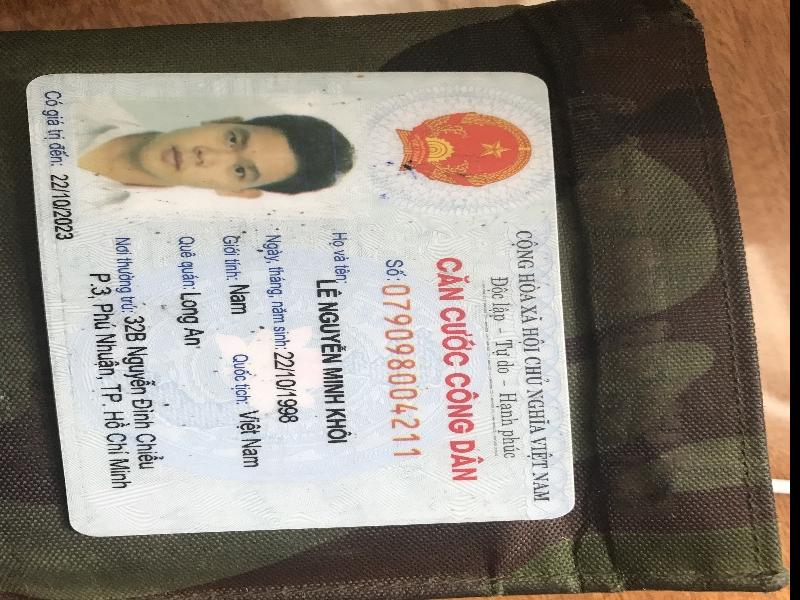 CỘNG HÒA XÃ HỘI CHỦ NGHĨA VIỆT NAM
Độc lập - Tự do - Hạnh phúc
CĂN CƯỚC CÔNG DÂN
Số: 079098004211
Họ và tên:
LÊ NGUYỄN MINH KHÔI
Ngày, tháng, năm sinh: 22/10/1998
Giới tính: Nam Quốc tịch: Việt Nam
Quê quán: Long An
Nơi thường trú: 32B Nguyễn Đình Chiểu
P.3, Phú Nhuận, TP. Hồ Chí Minh
Có giá trị đến: 22/10/2023